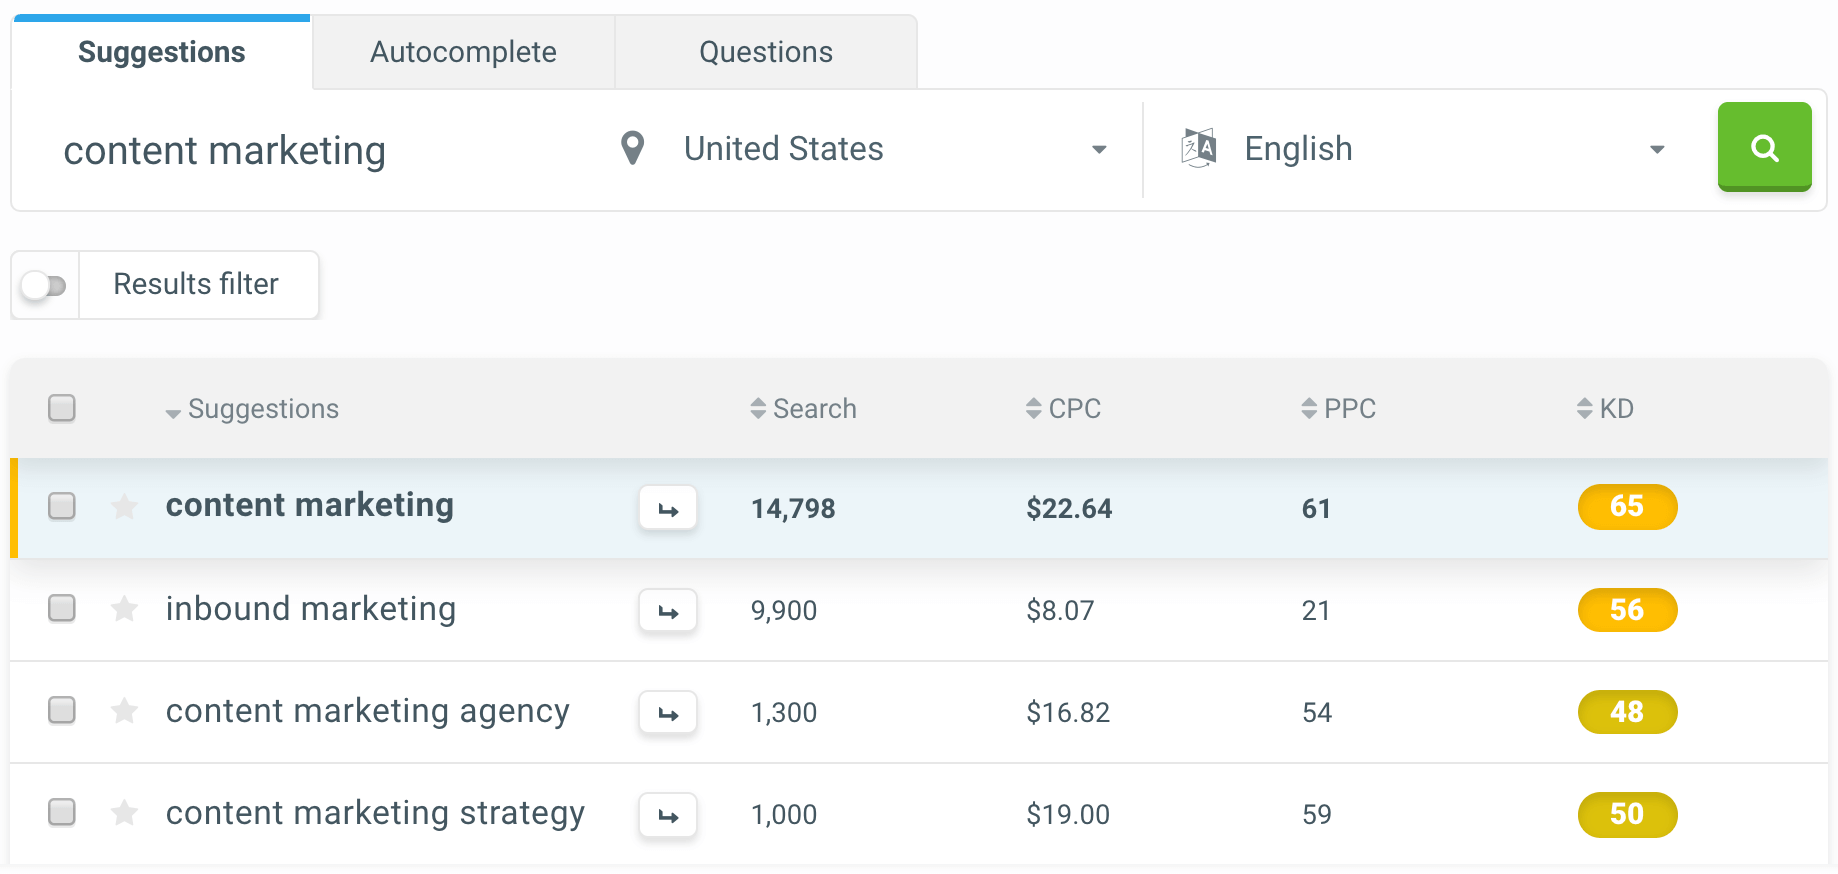 Suggestions Autocomplete Questions
content marketing United States English
Results filter
Suggestions Search CPC PPC KD
content marketing 14,798 $22.64 61 65
inbound marketing 9,900 $8.07 21 56
content marketing agency 1,300 $16.82 54 48
content marketing strategy 1,000 $19.00 59 50